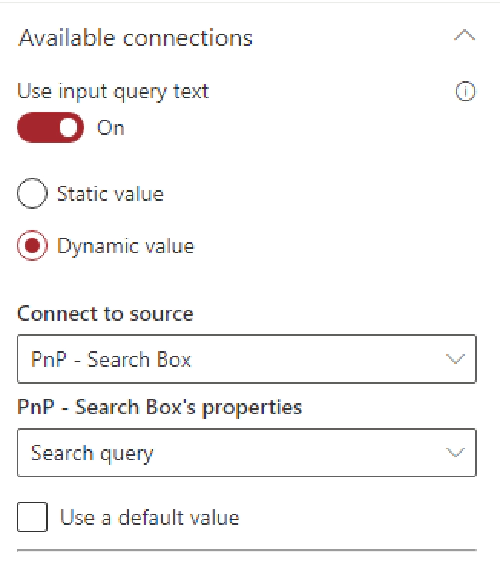 Available connections
Use input query text
On
Static value
Dynamic value
Connect to source
PnP - Search Box
PnP - Search Box's properties
Search query
Use a default value